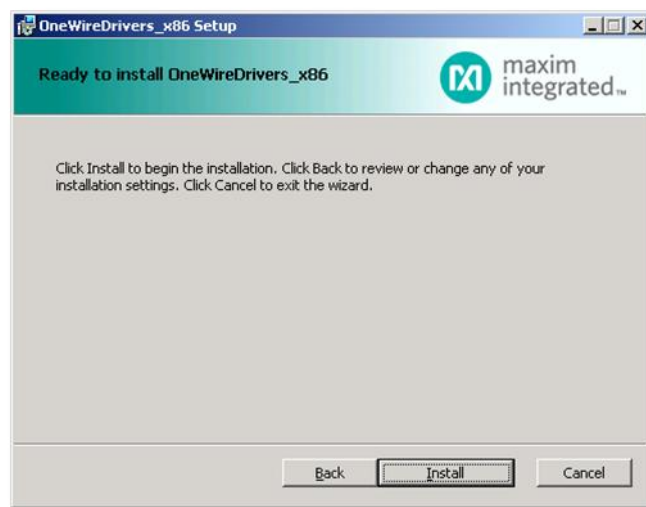 OneWireDrivers_x86 Setup
Ready to install OneWireDrivers_x86
maxim
integrated™
Click Install to begin the installation. Click Back to review or change any of your
installation settings. Click Cancel to exit the wizard.
Back Install Cancel